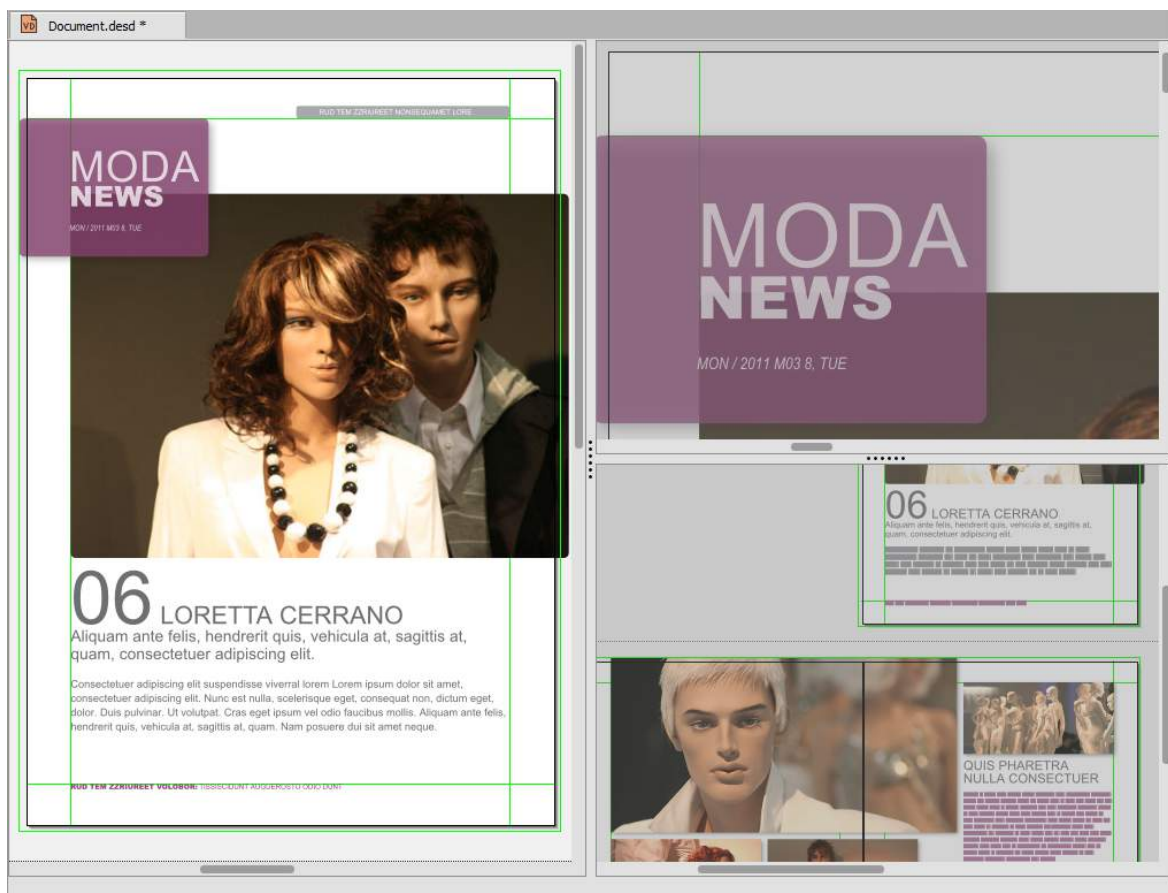 VD Document.desd *
RUD TEM ZZRIUREET NONSEQUAMET LORE
MODA
NEWS
MON / 2011 M03 8, TUE
06 LORETTA CERRANO
Aliquam ante felis, hendrerit quis, vehicula at, sagittis at,
quam, consectetuer adipiscing elit.
Consectetuer adipiscing elit suspendisse viverral lorem Lorem ipsum dolor sit amet,
consectetuer adipiscing elit. Nunc est nulla, scelerisque eget, consequat non, dictum eget,
dolor. Duis pulvinar. Ut volutpat. Cras eget ipsum vel odio faucibus mollis. Aliquam ante felis,
hendrerit quis, vehicula at, sagittis at, quam. Nam posuere dui sit amet neque.
RUD TEM ZZRIUREET VOLOBOR: TISSISCIDUNT AUGUEROSTO ODIO DUNT
MODA
NEWS
MON / 2011 M03 8, TUE
06 LORETTA CERRANO
Aliquam ante felis, hendrerit quis, vehicula at, sagittis at,
quam, consectetuer adipiscing elit.
QUIS PHARETRA
NULLA CONSECTUER